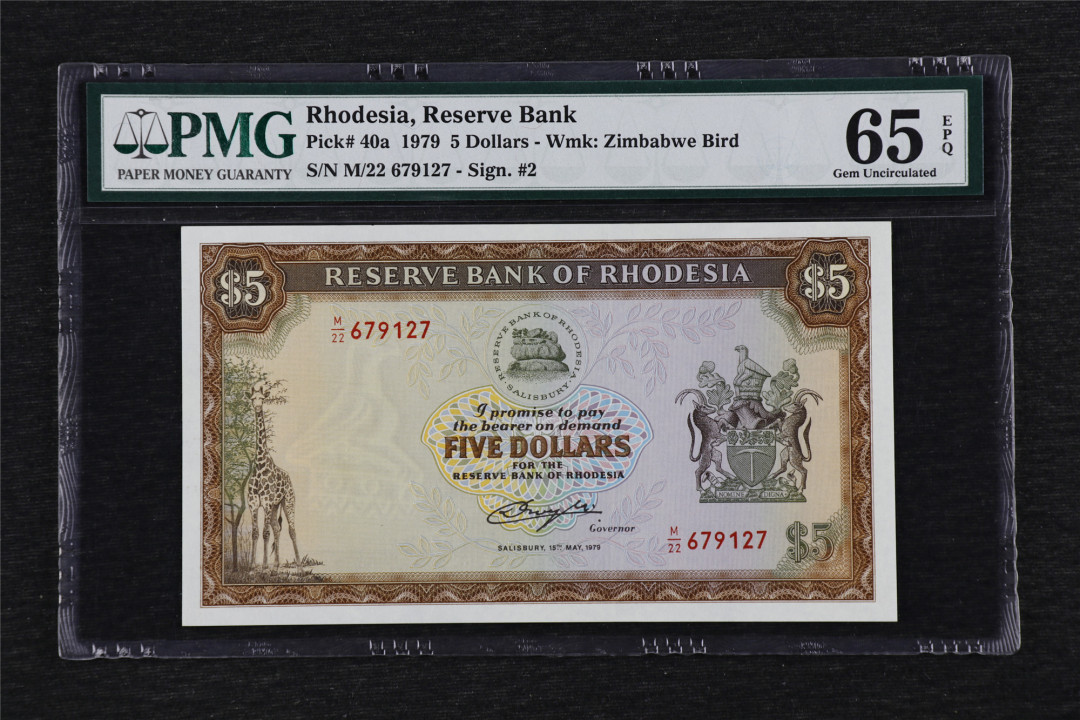 PMG
PAPER MONEY GUARANTY
Rhodesia, Reserve Bank
Pick# 40a 1979 5 Dollars - Wmk: Zimbabwe Bird
S/N M/22 679127 - Sign. #2
65 EPQ
Gem Uncirculated
$5
RESERVE BANK OF RHODESIA
$5
M/22 679127
·RESERVE BANK OF RHODESIA·
SALISBURY
I promise to pay
the bearer on demand
FIVE DOLLARS
FOR THE
RESERVE BANK OF RHODESIA
Governor
SALISBURY, 15TH MAY, 1979
NOMINE DIGNA
M/22 679127
$5